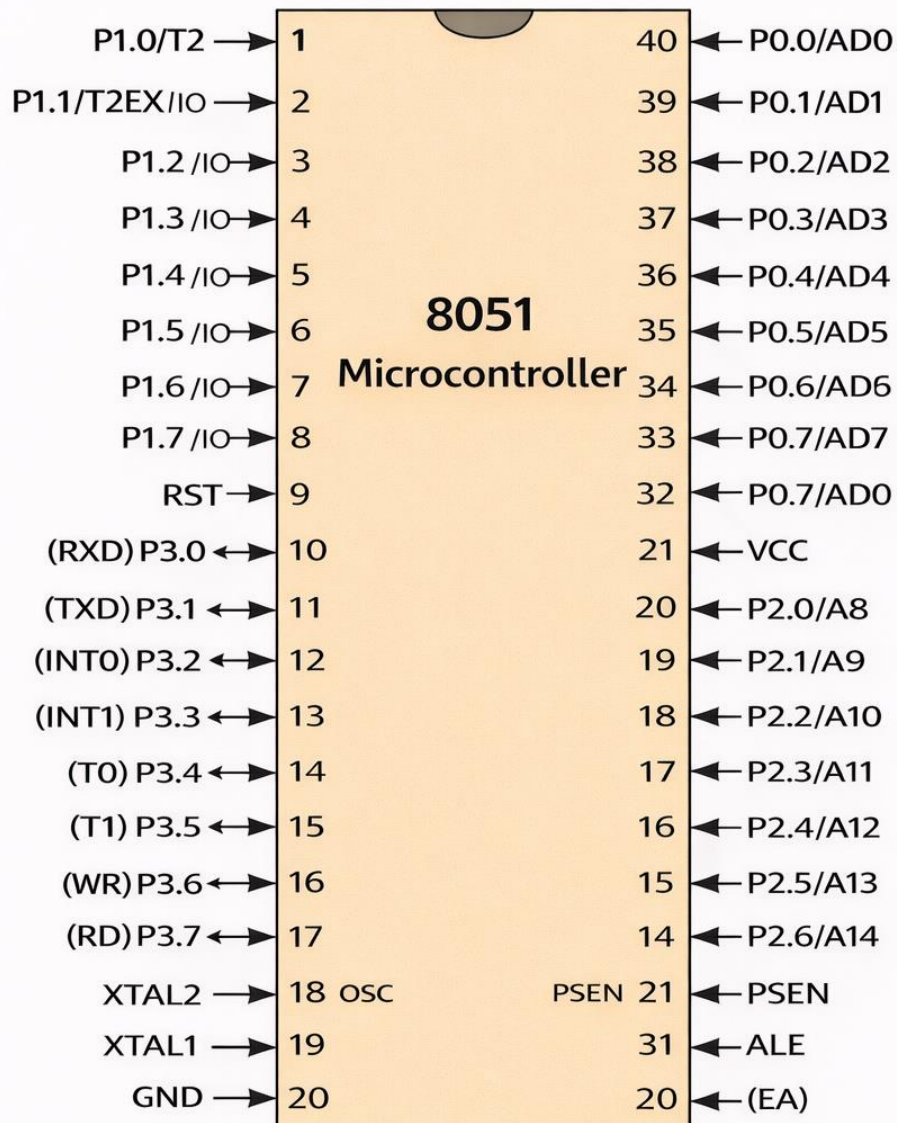 P1.0/T2 1 40 P0.0/AD0
P1.1/T2EX/IO 2 39 P0.1/AD1
P1.2/IO 3 38 P0.2/AD2
P1.3/IO 4 37 P0.3/AD3
P1.4/IO 5 36 P0.4/AD4
8051
P1.5/IO 6 35 P0.5/AD5
Microcontroller
P1.6/IO 7 34 P0.6/AD6
P1.7/IO 8 33 P0.7/AD7
RST 9 32 P0.7/AD0
(RXD) P3.0 10 21 VCC
(TXD) P3.1 11 20 P2.0/A8
(INT0) P3.2 12 19 P2.1/A9
(INT1) P3.3 13 18 P2.2/A10
(T0) P3.4 14 17 P2.3/A11
(T1) P3.5 15 16 P2.4/A12
(WR) P3.6 16 15 P2.5/A13
(RD) P3.7 17 14 P2.6/A14
XTAL2 18 OSC PSEN 21 PSEN
XTAL1 19 31 ALE
GND 20 20 (EA)